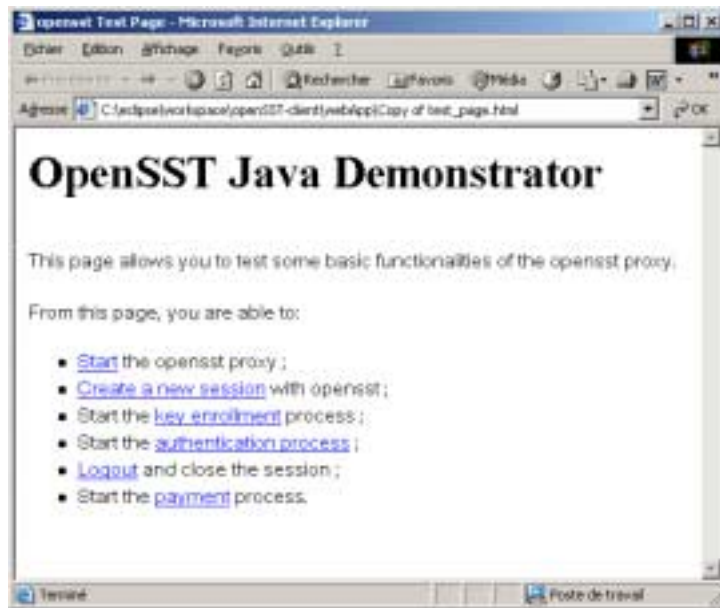 opensst Test Page - Microsoft Internet Explorer
Fichier Edition Affichage Favoris Outils ?
Rechercher Favoris Média
Adresse C:\eclipse\workspace\openSST-client\webApp\Copy of test_page.html OK
OpenSST Java Demonstrator
This page allows you to test some basic functionalities of the opensst proxy.
From this page, you are able to:
Start the opensst proxy ;
Create a new session with opensst ;
Start the key enrollment process ;
Start the authentication process ;
Logout and close the session ;
Start the payment process.
Terminé Poste de travail